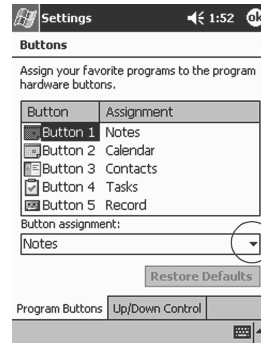 Settings 1:52 ok
Buttons
Assign your favorite programs to the program
hardware buttons.
Button Assignment
Button 1 Notes
Button 2 Calendar
Button 3 Contacts
Button 4 Tasks
Button 5 Record
Button assignment:
Notes
Restore Defaults
Program Buttons Up/Down Control